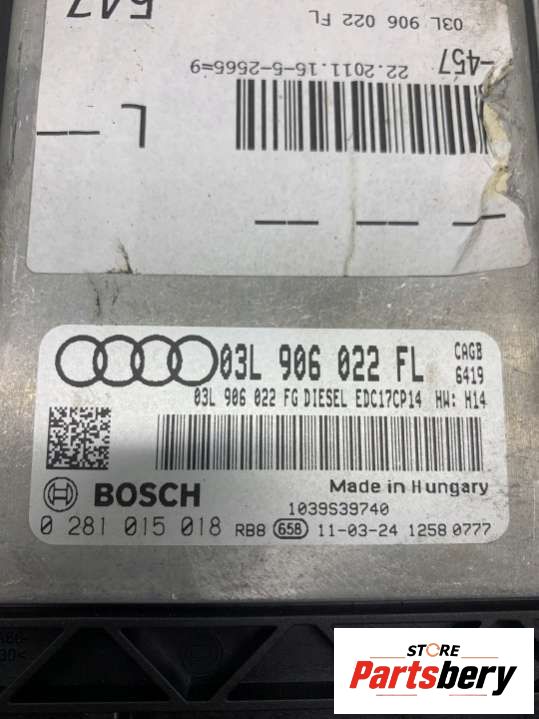 03L 906 022 FL
-457
22.2011.16-5-2565=9
L
03L 906 022 FL
CAGB
6419
03L 906 022 FG DIESEL EDC17CP14 HW: H14
BOSCH
Made in Hungary
1039S39740
0 281 015 018 RB8 658 11-03-24 1258 0777
STORE
Partsbery